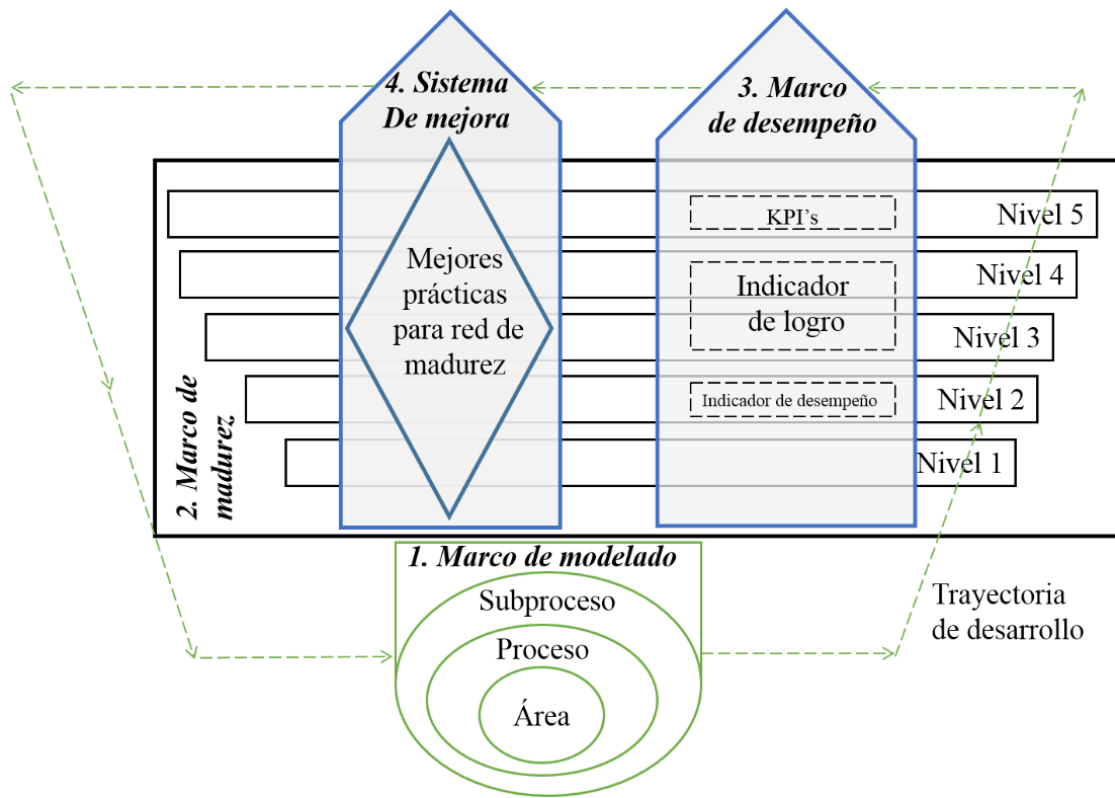 4. Sistema
De mejora
3. Marco
de desempeño
KPI's
Nivel 5
Mejores
prácticas
para red de
madurez
Indicador
de logro
Nivel 4
Nivel 3
Indicador de desempeño
Nivel 2
Nivel 1
2. Marco de
madurez
1. Marco de modelado
Subproceso
Proceso
Área
Trayectoria
de desarrollo